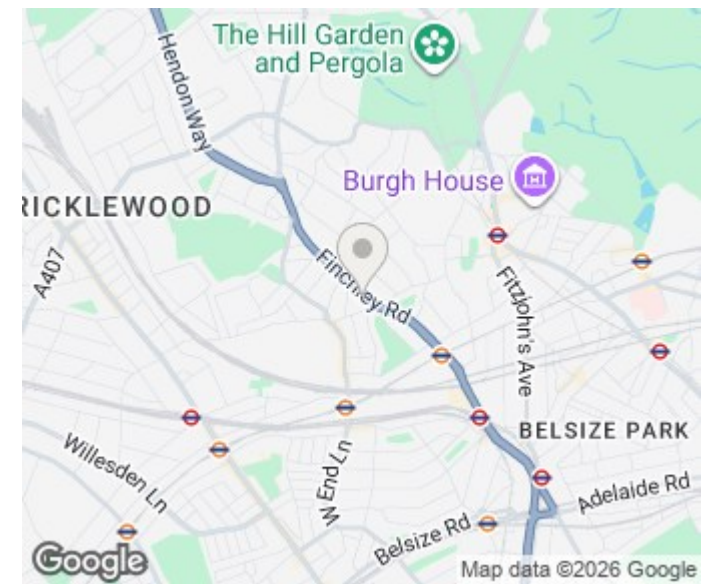 The Hill Garden
and Pergola
Hendon Way
Burgh House
RICKLEWOOD
A407
Finchley Rd
Fitzjohn's Ave
BELSIZE PARK
Willesden Ln
W End Ln
Adelaide Rd
Belsize Rd
Google
Map data ©2026 Google